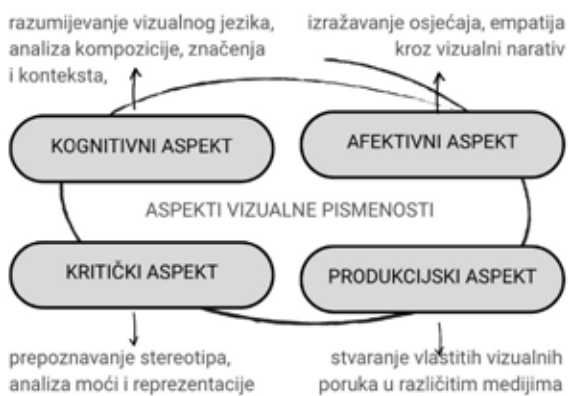 razumijevanje vizualnog jezika,
analiza kompozicije, značenja
i konteksta,
izražavanje osjećaja, empatija
kroz vizualni narativ
KOGNITIVNI ASPEKT
AFEKTIVNI ASPEKT
ASPEKTI VIZUALNE PISMENOSTI
KRITIČKI ASPEKT
PRODUKCIJSKI ASPEKT
prepoznavanje stereotipa,
analiza moći i reprezentacije
stvaranje vlastitih vizualnih
poruka u različitim medijima